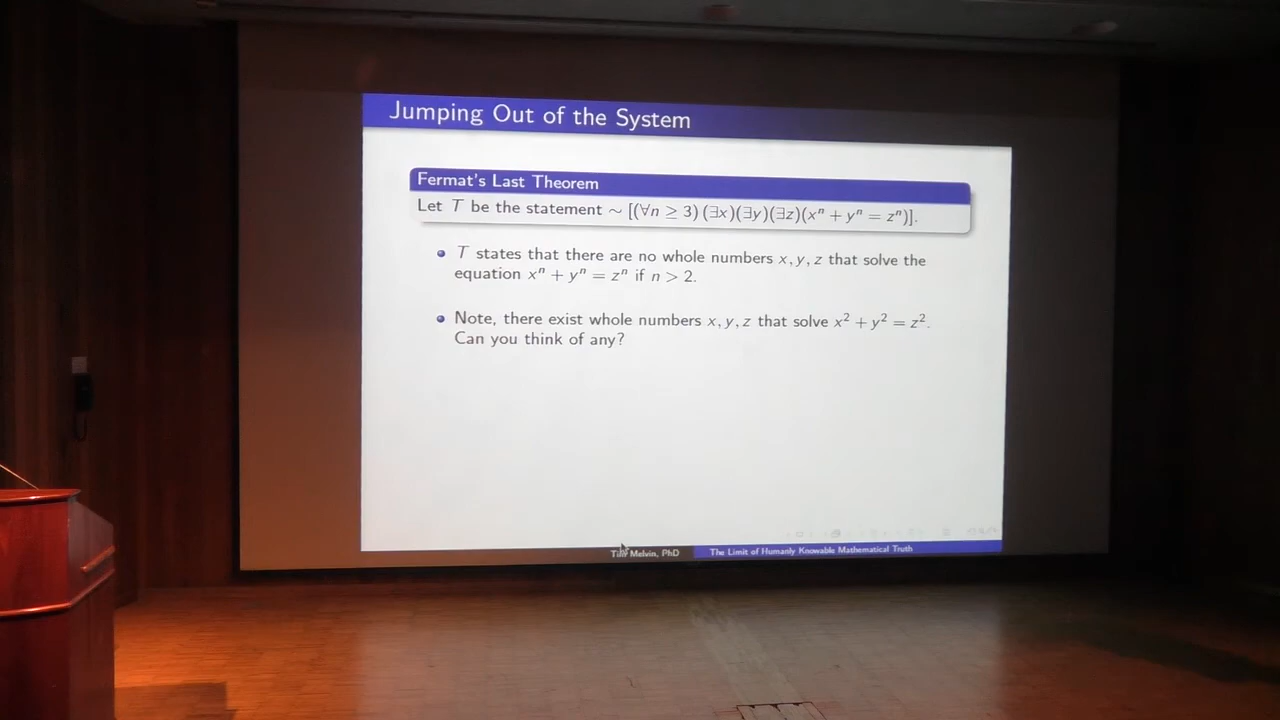 Jumping Out of the System
Fermat's Last Theorem
Let T be the statement ∼ [(∀n ≥ 3) (∃x)(∃y)(∃z)(xⁿ + yⁿ = zⁿ)].
T states that there are no whole numbers x, y, z that solve the
equation xⁿ + yⁿ = zⁿ if n > 2.
Note, there exist whole numbers x, y, z that solve x² + y² = z².
Can you think of any?
Tim Melvin, PhD
The Limit of Humanly Knowable Mathematical Truth